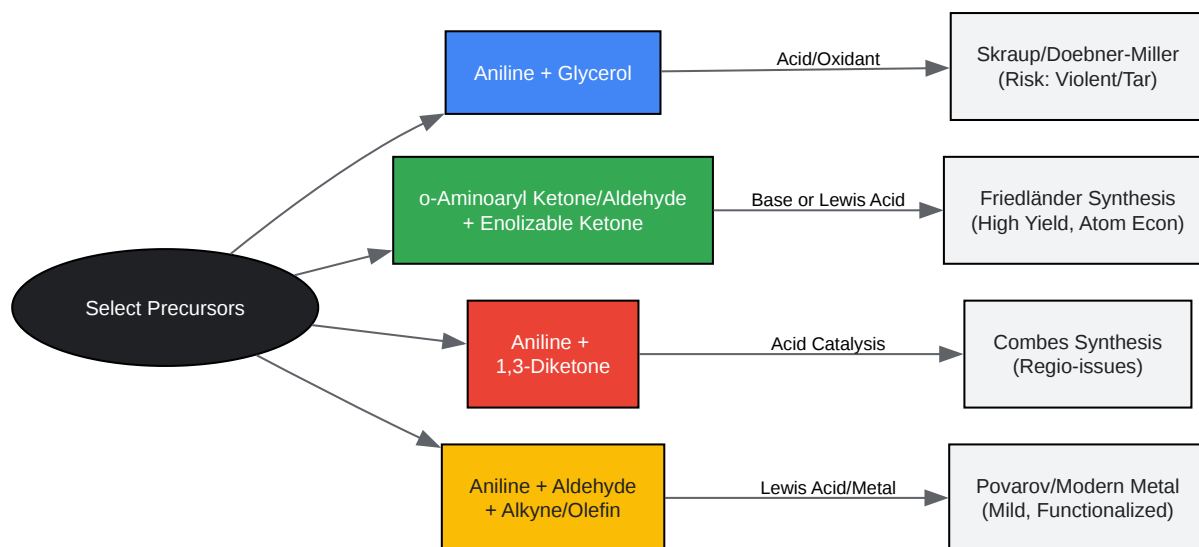 Aniline + Glycerol
Acid/Oxidant
Skraup/Doebner-Miller
(Risk: Violent/Tar)
o-Aminoaryl Ketone/Aldehyde
+ Enolizable Ketone
Base or Lewis Acid
Friedländer Synthesis
(High Yield, Atom Econ)
Select Precursors
Aniline +
1,3-Diketone
Acid Catalysis
Combes Synthesis
(Regio-issues)
Aniline + Aldehyde
+ Alkyne/Olefin
Lewis Acid/Metal
Povarov/Modern Metal
(Mild, Functionalized)